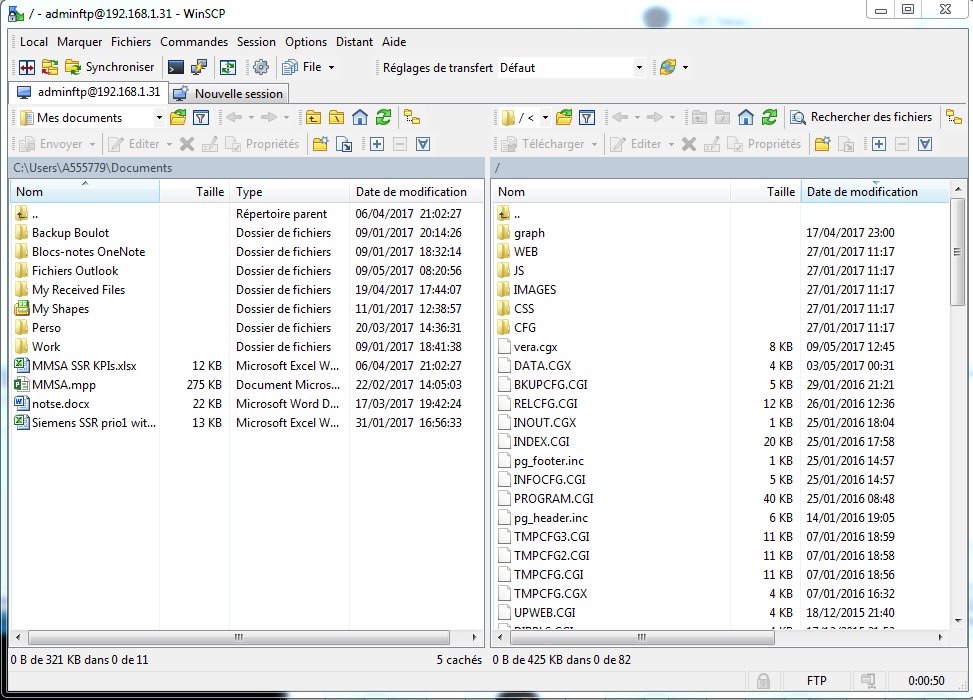 / - adminftp@192.168.1.31 - WinSCP
Local Marquer Fichiers Commandes Session Options Distant Aide
Synchroniser File Réglages de transfert Défaut
adminftp@192.168.1.31 Nouvelle session
Mes documents / < Rechercher des fichiers
Envoyer Editer Propriétés Télécharger Editer Propriétés
C:\Users\A555779\Documents
Nom Taille Type Date de modification
.. Répertoire parent 06/04/2017 21:02:27
Backup Boulot Dossier de fichiers 09/01/2017 20:14:26
Blocs-notes OneNote Dossier de fichiers 09/01/2017 18:32:14
Fichiers Outlook Dossier de fichiers 09/05/2017 08:20:56
My Received Files Dossier de fichiers 19/04/2017 17:44:07
My Shapes Dossier de fichiers 11/01/2017 12:38:57
Perso Dossier de fichiers 20/03/2017 14:36:31
Work Dossier de fichiers 09/01/2017 18:41:38
MMSA SSR KPIs.xlsx 12 KB Microsoft Excel W... 06/04/2017 21:02:27
MMSA.mpp 275 KB Document Micros... 22/02/2017 14:05:03
notse.docx 22 KB Microsoft Word D... 17/03/2017 19:42:24
Siemens SSR prio1 wit... 13 KB Microsoft Excel W... 31/01/2017 16:56:33
0 B de 321 KB dans 0 de 11 5 cachés
/
Nom Taille Date de modification
..
graph 17/04/2017 23:00
WEB 27/01/2017 11:17
JS 27/01/2017 11:17
IMAGES 27/01/2017 11:17
CSS 27/01/2017 11:17
CFG 27/01/2017 11:17
vera.cgx 8 KB 09/05/2017 12:45
DATA.CGX 4 KB 03/05/2017 00:31
BKUPCFG.CGI 5 KB 29/01/2016 21:21
RELCFG.CGI 12 KB 26/01/2016 12:36
INOUT.CGX 1 KB 25/01/2016 18:04
INDEX.CGI 20 KB 25/01/2016 17:58
pg_footer.inc 1 KB 25/01/2016 14:57
INFOCFG.CGI 5 KB 25/01/2016 14:57
PROGRAM.CGI 40 KB 25/01/2016 08:48
pg_header.inc 6 KB 14/01/2016 19:05
TMPCFG3.CGI 11 KB 07/01/2016 18:59
TMPCFG2.CGI 11 KB 07/01/2016 18:58
TMPCFG.CGI 11 KB 07/01/2016 18:56
TMPCFG.CGX 4 KB 07/01/2016 16:32
UPWEB.CGI 4 KB 18/12/2015 21:40
0 B de 425 KB dans 0 de 82
FTP 0:00:50